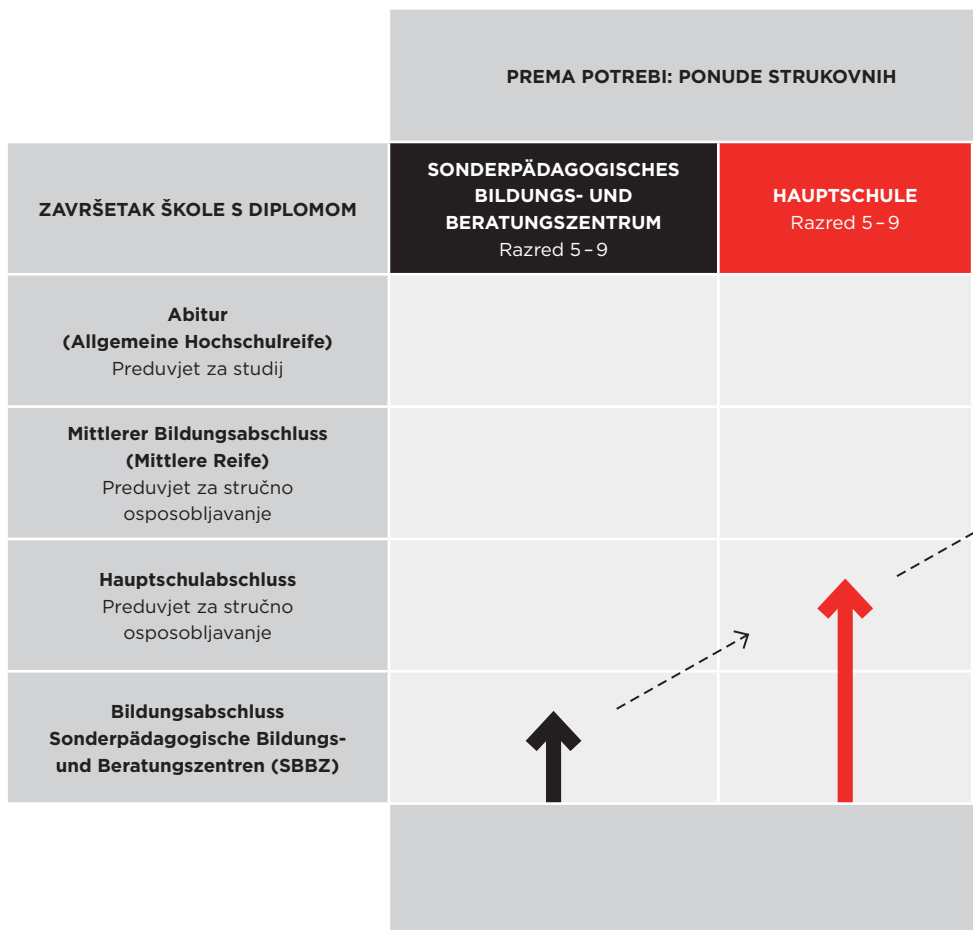 PREMA POTREBI: PONUDE STRUKOVNIH
ZAVRŠETAK ŠKOLE S DIPLOMOM
SONDERPÄDAGOGISCHES
BILDUNGS- UND
BERATUNGSZENTRUM
Razred 5 – 9
HAUPTSCHULE
Razred 5 – 9
Abitur
(Allgemeine Hochschulreife)
Preduvjet za studij
Mittlerer Bildungsabschluss
(Mittlere Reife)
Preduvjet za stručno
osposobljavanje
Hauptschulabschluss
Preduvjet za stručno
osposobljavanje
Bildungsabschluss
Sonderpädagogische Bildungs-
und Beratungszentren (SBBZ)